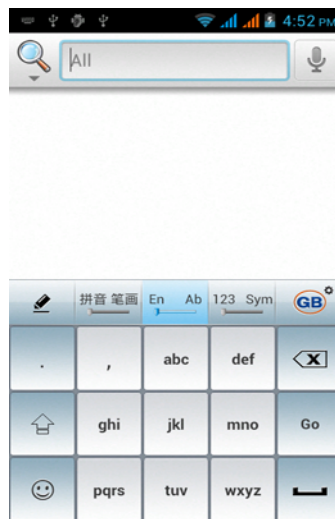 4:52 PM
All
拼音 笔画 En Ab 123 Sym GB
. , abc def X
ghi jkl mno Go
pqrs tuv wxyz